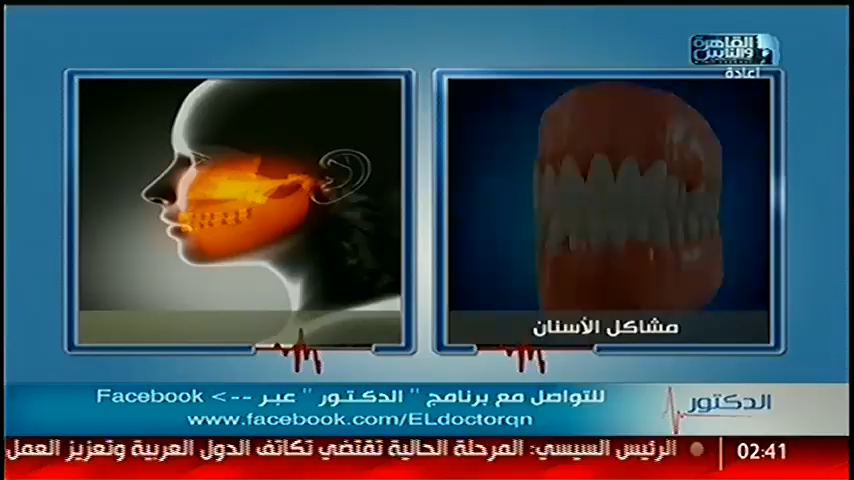 القاهرة
والناس
إعادة
مشاكل الأسنان
للتواصل مع برنامج " الدكتور " عبر --> Facebook
www.facebook.com/ELdoctorqn
الدكتور
الرئيس السيسي: المرحلة الحالية تقتضي تكاتف الدول العربية وتعزيز العمل
02:41